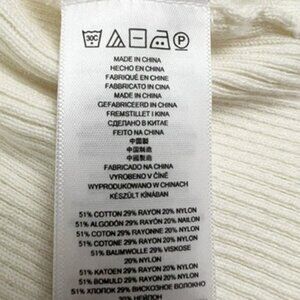 30C P
MADE IN CHINA
HECHO EN CHINA
FABRIQUÉ EN CHINE
FABBRICATO IN CINA
MADE IN CHINA
GEFABRICEERD IN CHINA
FREMSTILLET I KINA
СДЕЛАНО В КИТАЕ
FEITO NA CHINA
中国製
中国制造
中國製造
FABRICADO NA CHINA
VYROBENO V ČÍNĚ
WYPRODUKOWANO W CHINACH
KÉSZÜLT KÍNÁBAN
51% COTTON 29% RAYON 20% NYLON
51% ALGODÓN 29% RAYÓN 20% NAILON
51% COTON 29% RAYONNE 20% NYLON
51% COTONE 29% RAYON 20% NYLON
51% BAUMWOLLE 29% VISKOSE
20% NYLON
51% KATOEN 29% RAYON 20% NYLON
51% BOMULD 29% RAYON 20% NYLON
51% ХЛОПОК 29% ВИСКОЗНОЕ ВОЛОКНО
20% НЕЙЛОН